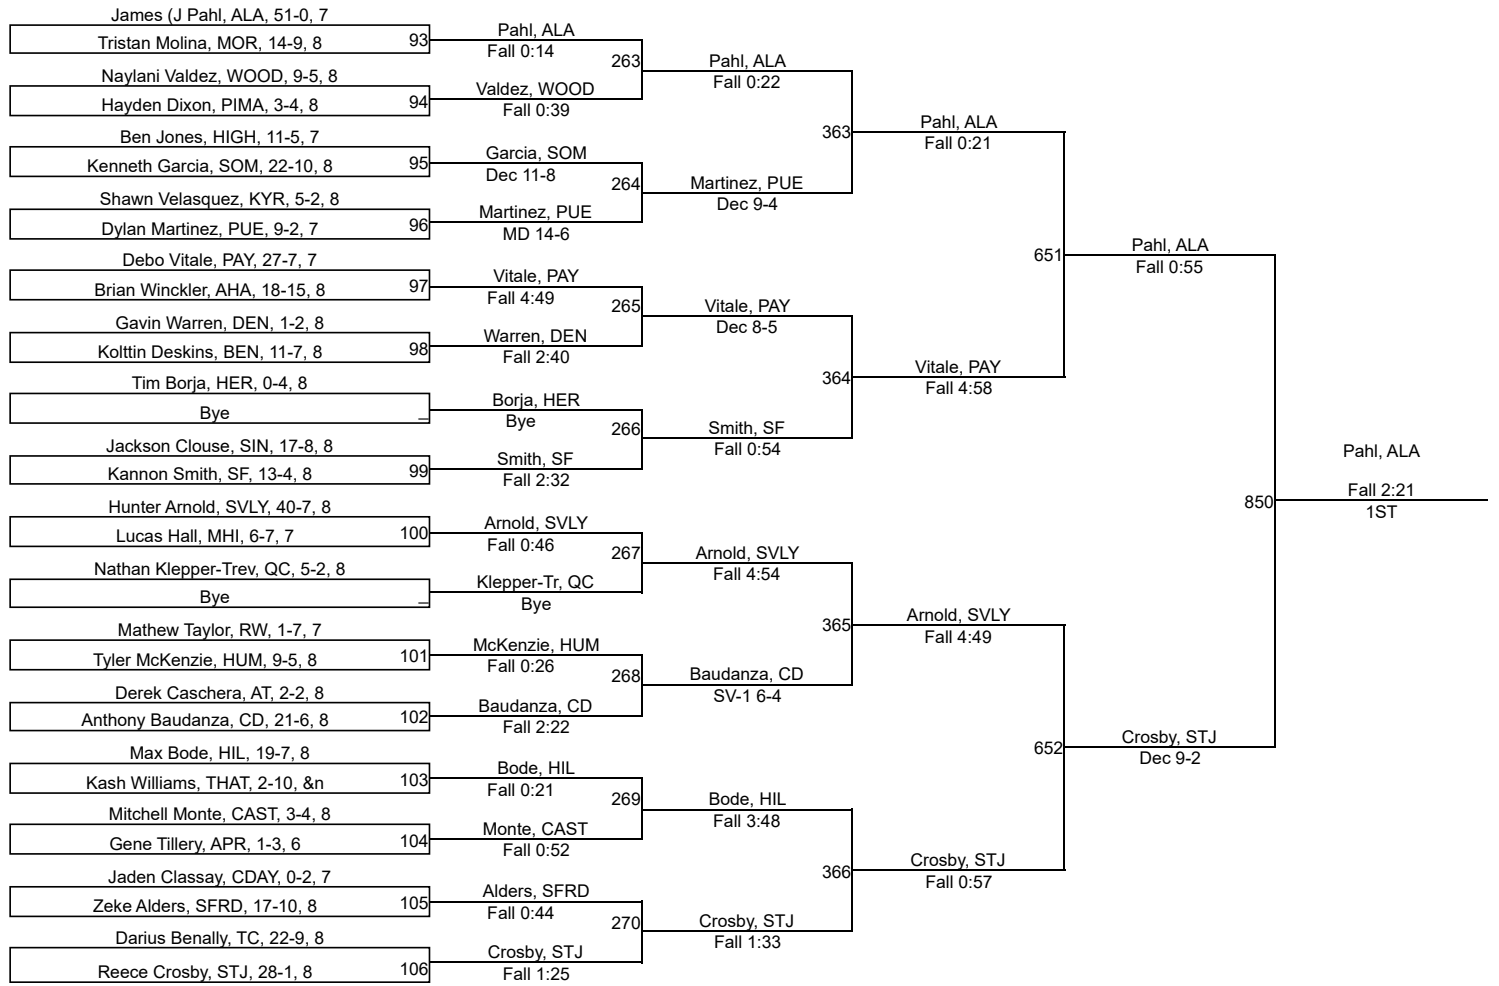 James (J Pahl, ALA, 51-0, 7
Tristan Molina, MOR, 14-9, 8
93
Naylani Valdez, WOOD, 9-5, 8
Hayden Dixon, PIMA, 3-4, 8
94
Ben Jones, HIGH, 11-5, 7
Kenneth Garcia, SOM, 22-10, 8
95
Shawn Velasquez, KYR, 5-2, 8
Dylan Martinez, PUE, 9-2, 7
96
Debo Vitale, PAY, 27-7, 7
Brian Winckler, AHA, 18-15, 8
97
Gavin Warren, DEN, 1-2, 8
Kolttin Deskins, BEN, 11-7, 8
98
Tim Borja, HER, 0-4, 8
Bye
_
Jackson Clouse, SIN, 17-8, 8
Kannon Smith, SF, 13-4, 8
99
Hunter Arnold, SVLY, 40-7, 8
Lucas Hall, MHI, 6-7, 7
100
Nathan Klepper-Trev, QC, 5-2, 8
Bye
_
Mathew Taylor, RW, 1-7, 7
Tyler McKenzie, HUM, 9-5, 8
101
Derek Caschera, AT, 2-2, 8
Anthony Baudanza, CD, 21-6, 8
102
Max Bode, HIL, 19-7, 8
Kash Williams, THAT, 2-10, &n
103
Mitchell Monte, CAST, 3-4, 8
Gene Tillery, APR, 1-3, 6
104
Jaden Classay, CDAY, 0-2, 7
Zeke Alders, SFRD, 17-10, 8
105
Darius Benally, TC, 22-9, 8
Reece Crosby, STJ, 28-1, 8
106
Pahl, ALA
Fall 0:14
263
Valdez, WOOD
Fall 0:39
Garcia, SOM
Dec 11-8
264
Martinez, PUE
MD 14-6
Vitale, PAY
Fall 4:49
265
Warren, DEN
Fall 2:40
Borja, HER
Bye
266
Smith, SF
Fall 2:32
Arnold, SVLY
Fall 0:46
267
Klepper-Tr, QC
Bye
McKenzie, HUM
Fall 0:26
268
Baudanza, CD
Fall 2:22
Bode, HIL
Fall 0:21
269
Monte, CAST
Fall 0:52
Alders, SFRD
Fall 0:44
270
Crosby, STJ
Fall 1:25
Pahl, ALA
Fall 0:22
363
Martinez, PUE
Dec 9-4
Vitale, PAY
Dec 8-5
364
Smith, SF
Fall 0:54
Arnold, SVLY
Fall 4:54
365
Baudanza, CD
SV-1 6-4
Bode, HIL
Fall 3:48
366
Crosby, STJ
Fall 1:33
Pahl, ALA
Fall 0:21
651
Vitale, PAY
Fall 4:58
Arnold, SVLY
Fall 4:49
652
Crosby, STJ
Fall 0:57
Pahl, ALA
Fall 0:55
850
Crosby, STJ
Dec 9-2
Pahl, ALA
Fall 2:21
1ST